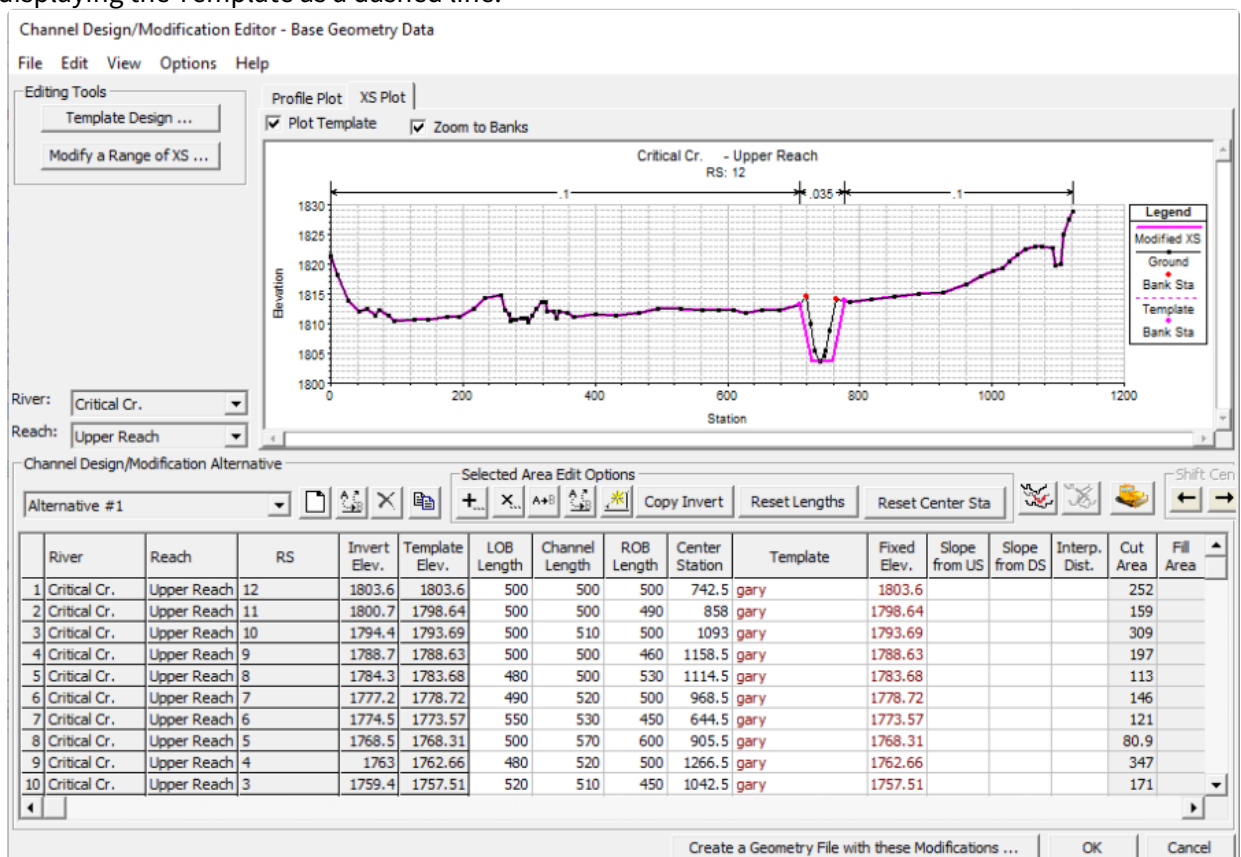 displaying the Template as a dashed line.
Channel Design/Modification Editor - Base Geometry Data
File Edit View Options Help
Editing Tools
Template Design ...
Modify a Range of XS ...
Profile Plot XS Plot
Plot Template Zoom to Banks
Critical Cr. - Upper Reach
RS: 12
.1 .035 .1
1830
1825
1820
1815
1810
1805
1800
Elevation
0 200 400 600 800 1000 1200
Station
Legend
Modified XS
Ground
Bank Sta
Template
Bank Sta
River: Critical Cr.
Reach: Upper Reach
Channel Design/Modification Alternative
Alternative #1
Selected Area Edit Options
Copy Invert Reset Lengths Reset Center Sta
Shift Cen
River Reach RS Invert Elev. Template Elev. LOB Length Channel Length ROB Length Center Station Template Fixed Elev. Slope from US Slope from DS Interp. Dist. Cut Area Fill Area
1 Critical Cr. Upper Reach 12 1803.6 1803.6 500 500 500 742.5 gary 1803.6 252
2 Critical Cr. Upper Reach 11 1800.7 1798.64 500 500 490 858 gary 1798.64 159
3 Critical Cr. Upper Reach 10 1794.4 1793.69 500 510 500 1093 gary 1793.69 309
4 Critical Cr. Upper Reach 9 1788.7 1788.63 500 500 460 1158.5 gary 1788.63 197
5 Critical Cr. Upper Reach 8 1784.3 1783.68 480 500 530 1114.5 gary 1783.68 113
6 Critical Cr. Upper Reach 7 1777.2 1778.72 490 520 500 968.5 gary 1778.72 146
7 Critical Cr. Upper Reach 6 1774.5 1773.57 550 530 450 644.5 gary 1773.57 121
8 Critical Cr. Upper Reach 5 1768.5 1768.31 500 570 600 905.5 gary 1768.31 80.9
9 Critical Cr. Upper Reach 4 1763 1762.66 480 520 500 1266.5 gary 1762.66 347
10 Critical Cr. Upper Reach 3 1759.4 1757.51 520 510 450 1042.5 gary 1757.51 171
Create a Geometry File with these Modifications ... OK Cancel